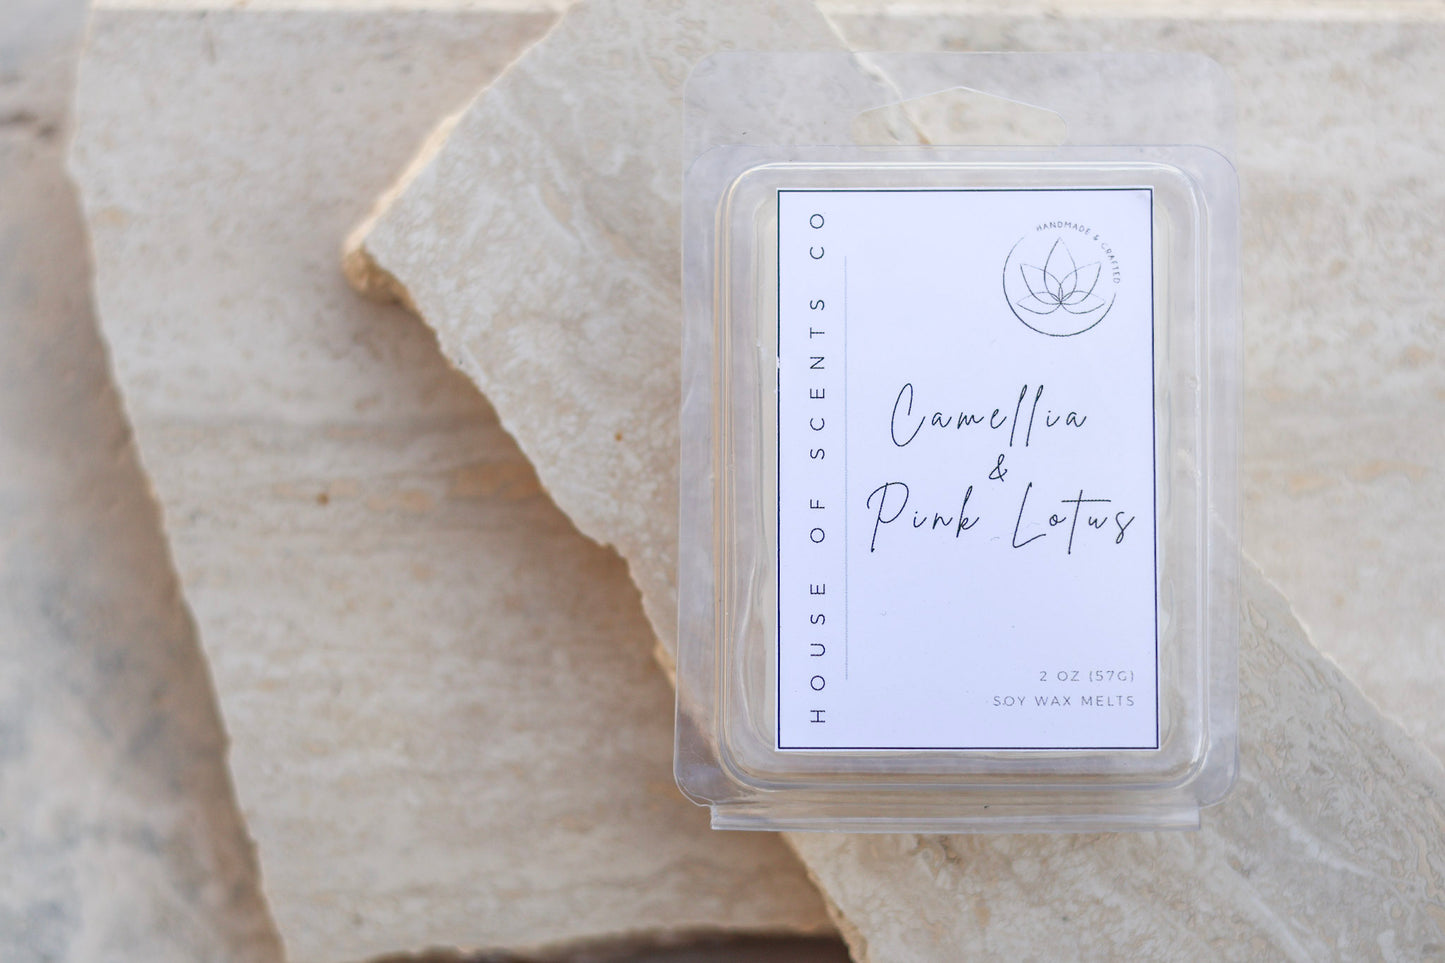 HOUSE OF SCENTS CO
HANDMADE & CRAFTED
Camellia
&
Pink Lotus
2 OZ (57G)
SOY WAX MELTS